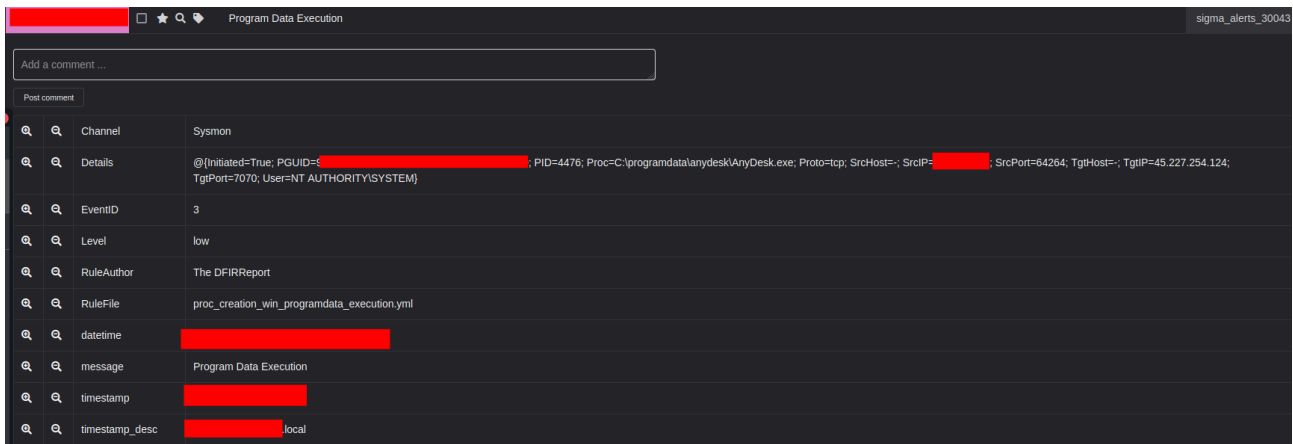 Program Data Execution sigma_alerts_30043
Add a comment ...
Post comment
Channel Sysmon
Details @{Initiated=True; PGUID= ; PID=4476; Proc=C:\programdata\anydesk\AnyDesk.exe; Proto=tcp; SrcHost=-; SrcIP= ; SrcPort=64264; TgtHost=-; TgtIP=45.227.254.124;
TgtPort=7070; User=NT AUTHORITY\SYSTEM}
EventID 3
Level low
RuleAuthor The DFIRReport
RuleFile proc_creation_win_programdata_execution.yml
datetime
message Program Data Execution
timestamp
timestamp_desc .local